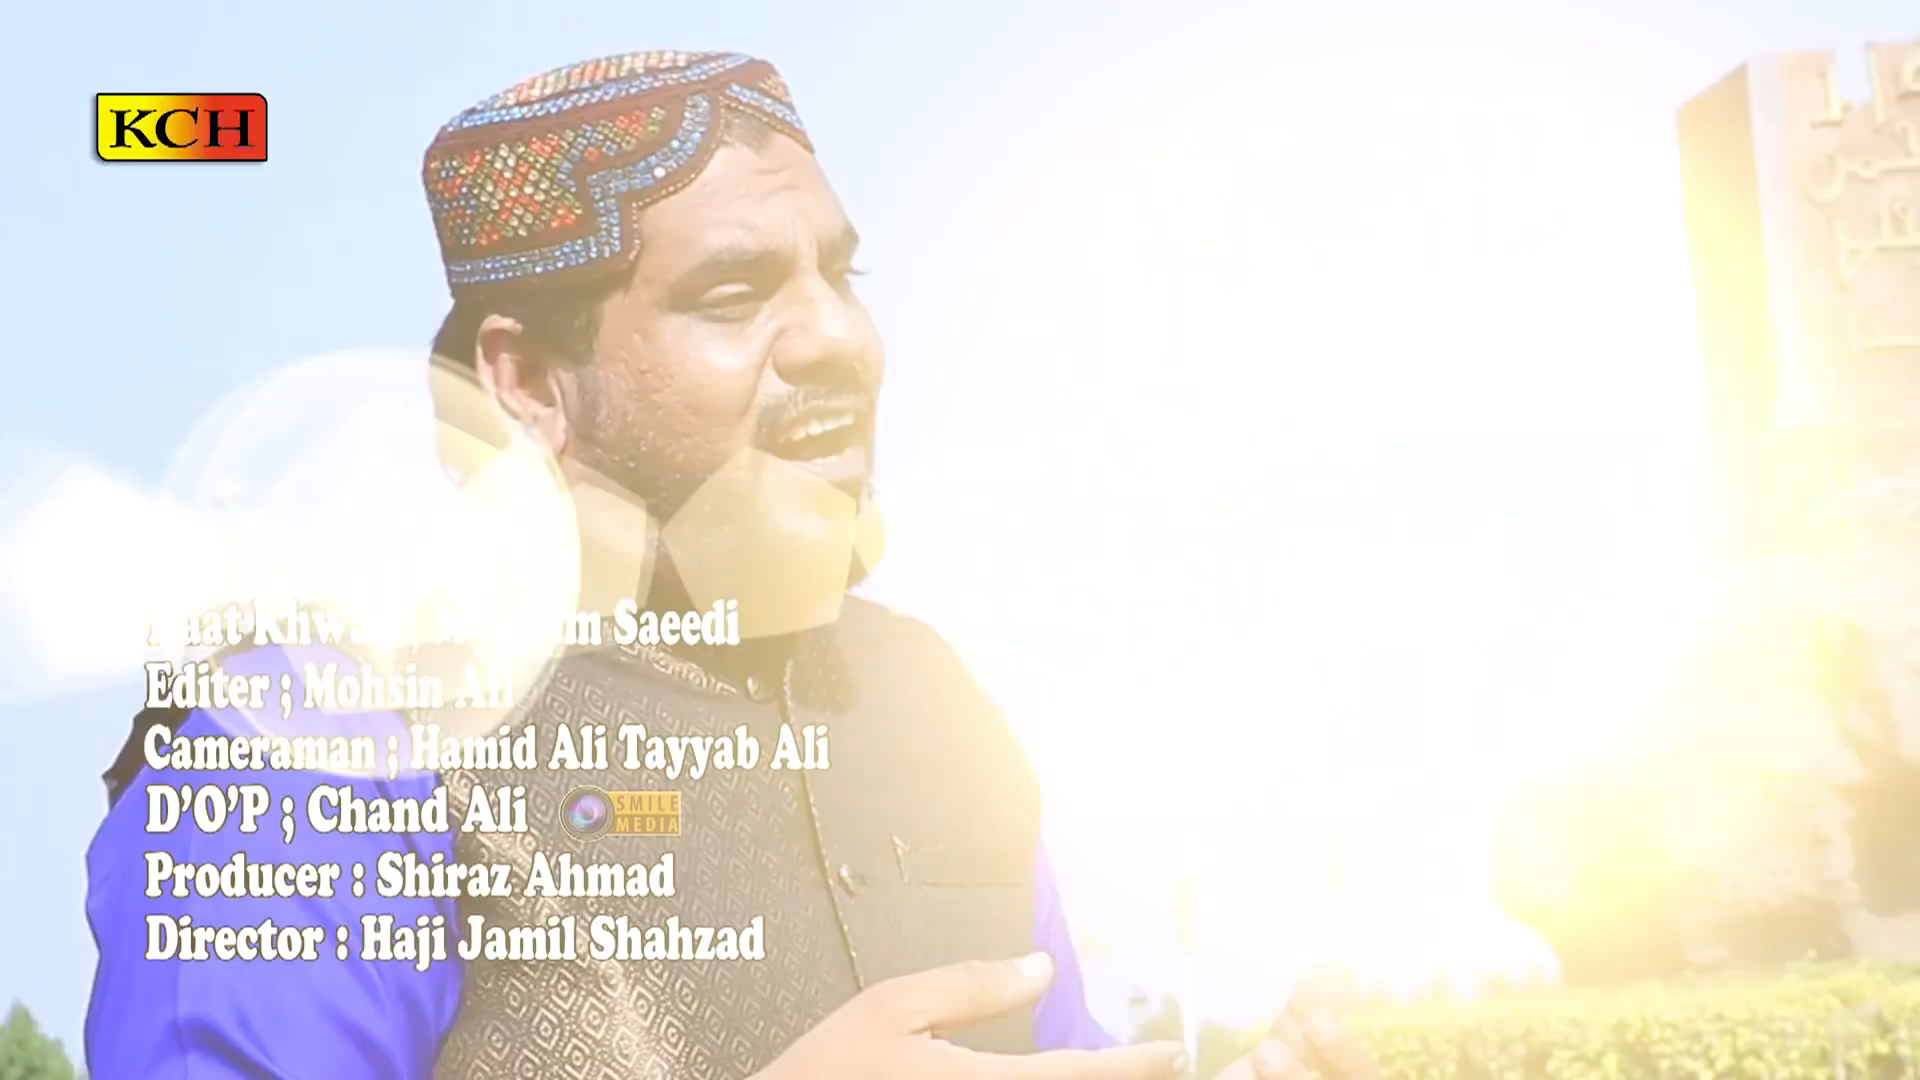 KCH
Saeedi
Editer ; Mohsin Ali
Cameraman ; Hamid Ali Tayyab Ali
D'O'P ; Chand Ali
SMILE
MEDIA
Producer : Shiraz Ahmad
Director : Haji Jamil Shahzad